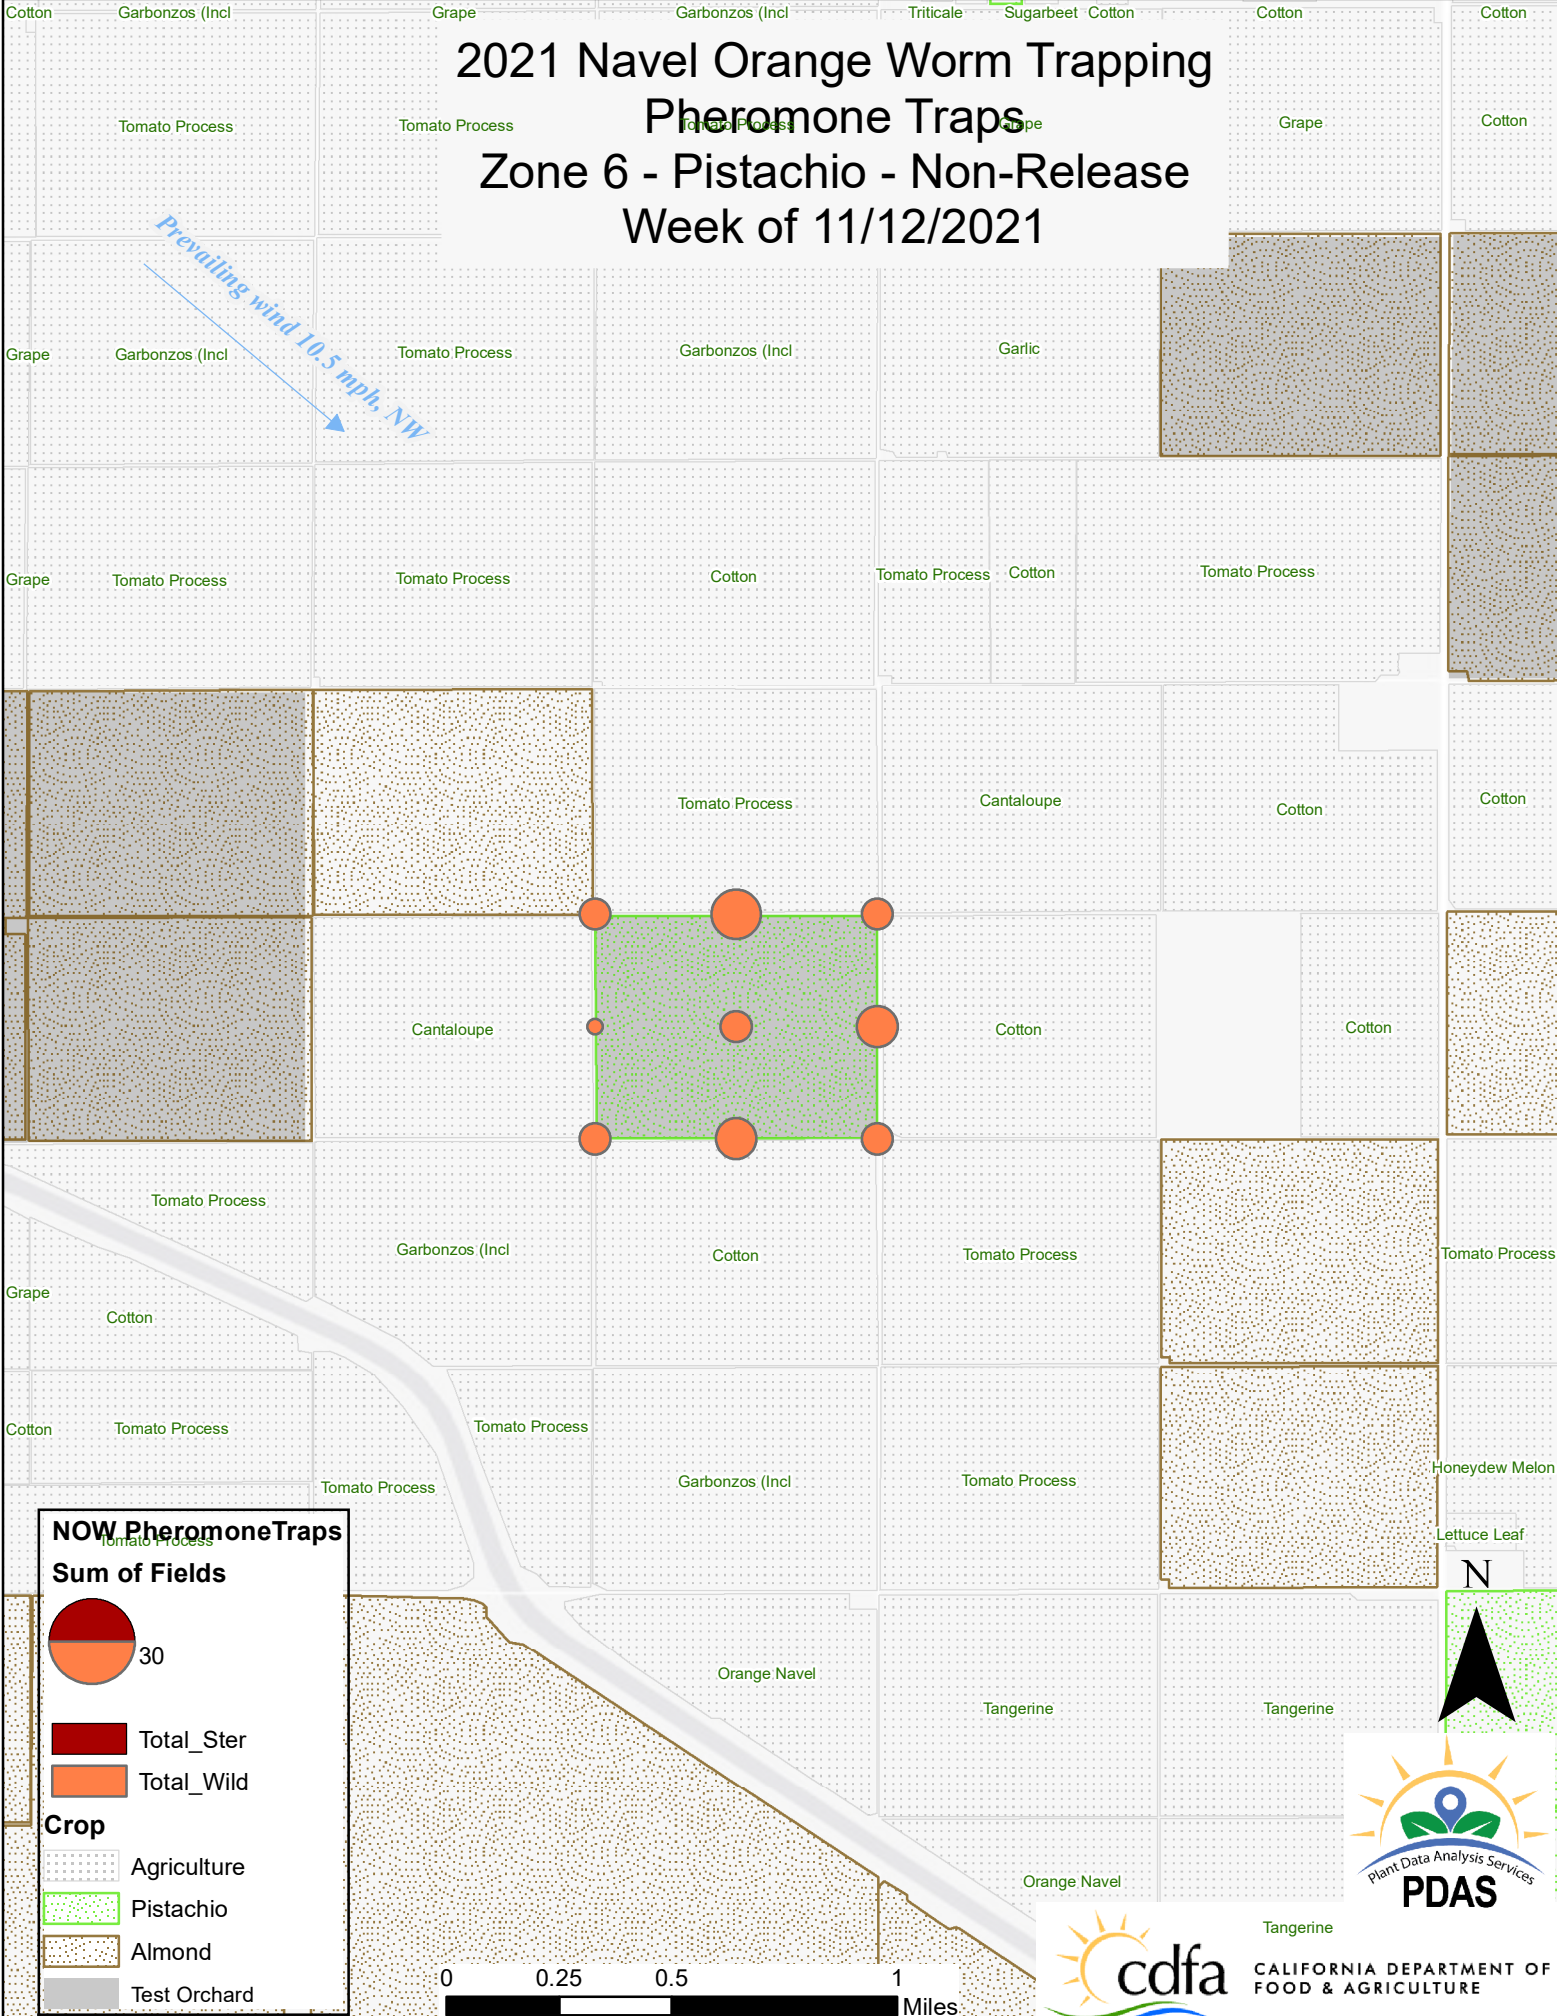 Cotton Garbonzos (Incl Grape Garbonzos (Incl Triticale Sugarbeet Cotton Cotton Cotton
2021 Navel Orange Worm Trapping
Pheromone Traps
Zone 6 - Pistachio - Non-Release
Week of 11/12/2021
Tomato Process Tomato Process Tomato Process Grape Grape Cotton
Prevailing wind 10.5 mph, NW
Grape Garbonzos (Incl Tomato Process Garbonzos (Incl Garlic
Grape Tomato Process Tomato Process Cotton Tomato Process Cotton Tomato Process
Tomato Process Cantaloupe Cotton Cotton
Cantaloupe Cotton Cotton
Tomato Process
Garbonzos (Incl Cotton Tomato Process Tomato Process
Grape
Cotton
Cotton Tomato Process Tomato Process
Tomato Process Garbonzos (Incl Tomato Process Honeydew Melon
Tomato Process
Lettuce Leaf
N
Orange Navel
Tangerine Tangerine
Orange Navel
Tangerine
NOW PheromoneTraps
Sum of Fields
30
Total_Ster
Total_Wild
Crop
Agriculture
Pistachio
Almond
Test Orchard
0 0.25 0.5 1
Miles
Plant Data Analysis Services
PDAS
cdfa
CALIFORNIA DEPARTMENT OF
FOOD & AGRICULTURE